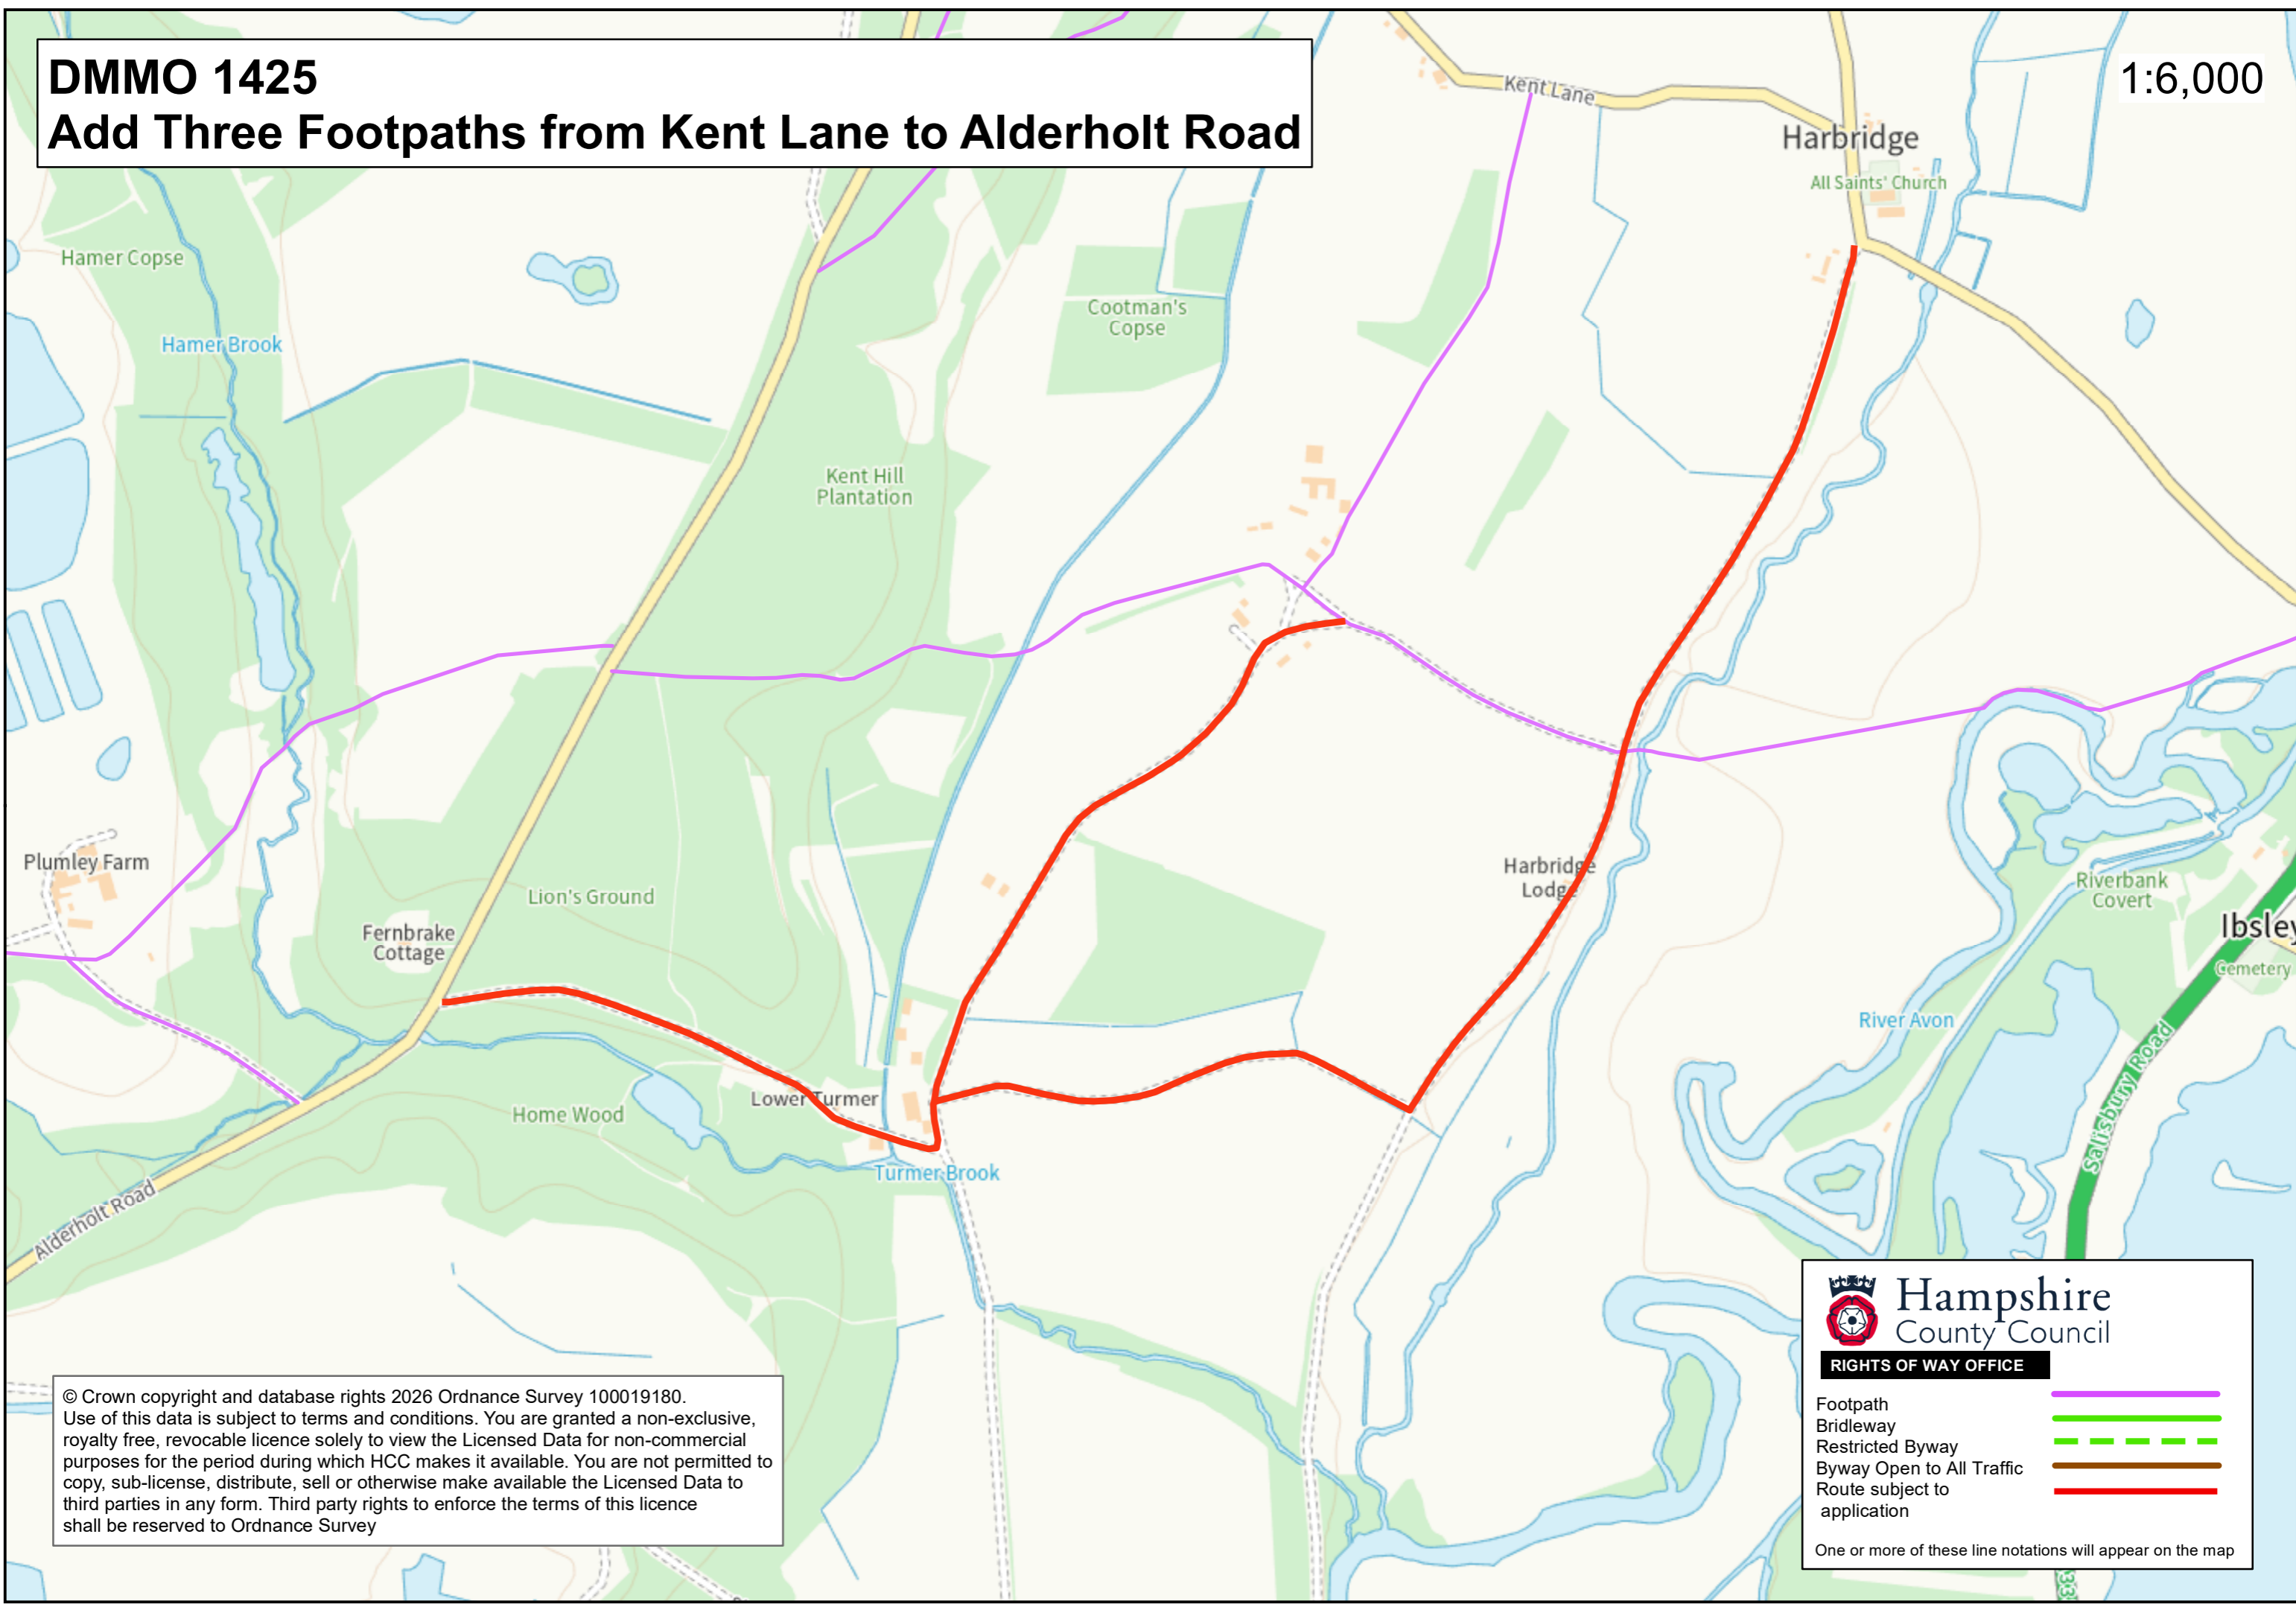 DMMO 1425
Add Three Footpaths from Kent Lane to Alderholt Road
1:6,000
Kent Lane
Harbridge
All Saints' Church
Hamer Copse
Hamer Brook
Cootman's
Copse
Kent Hill
Plantation
Plumley Farm
Lion's Ground
Fernbrake
Cottage
Harbridge
Lodge
Riverbank
Covert
Ibsley
Cemetery
River Avon
Salisbury Road
Lower Turmer
Home Wood
Turmer Brook
Alderholt Road
© Crown copyright and database rights 2026 Ordnance Survey 100019180.
Use of this data is subject to terms and conditions. You are granted a non-exclusive,
royalty free, revocable licence solely to view the Licensed Data for non-commercial
purposes for the period during which HCC makes it available. You are not permitted to
copy, sub-license, distribute, sell or otherwise make available the Licensed Data to
third parties in any form. Third party rights to enforce the terms of this licence
shall be reserved to Ordnance Survey
Hampshire
County Council
RIGHTS OF WAY OFFICE
Footpath
Bridleway
Restricted Byway
Byway Open to All Traffic
Route subject to
application
One or more of these line notations will appear on the map